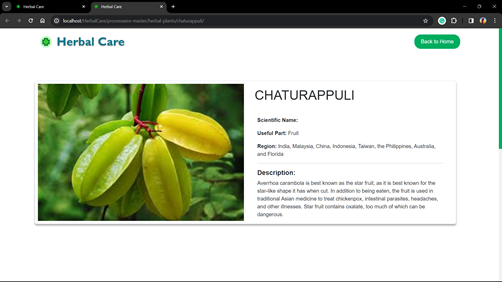 Herbal Care
Herbal Care
localhost/HerbalCare/processwire-master/herbal-plants/chaturappuli/
Herbal Care
Back to Home
CHATURAPPULI
Scientific Name:
Useful Part: Fruit
Region: India, Malaysia, China, Indonesia, Taiwan, the Philippines, Australia,
and Florida
Description:
Averrhoa carambola is best known as the star fruit, as it is best known for the
star-like shape it has when cut. In addition to being eaten, the fruit is used in
traditional Asian medicine to treat chickenpox, intestinal parasites, headaches,
and other illnesses. Star fruit contains oxalate, too much of which can be
dangerous.